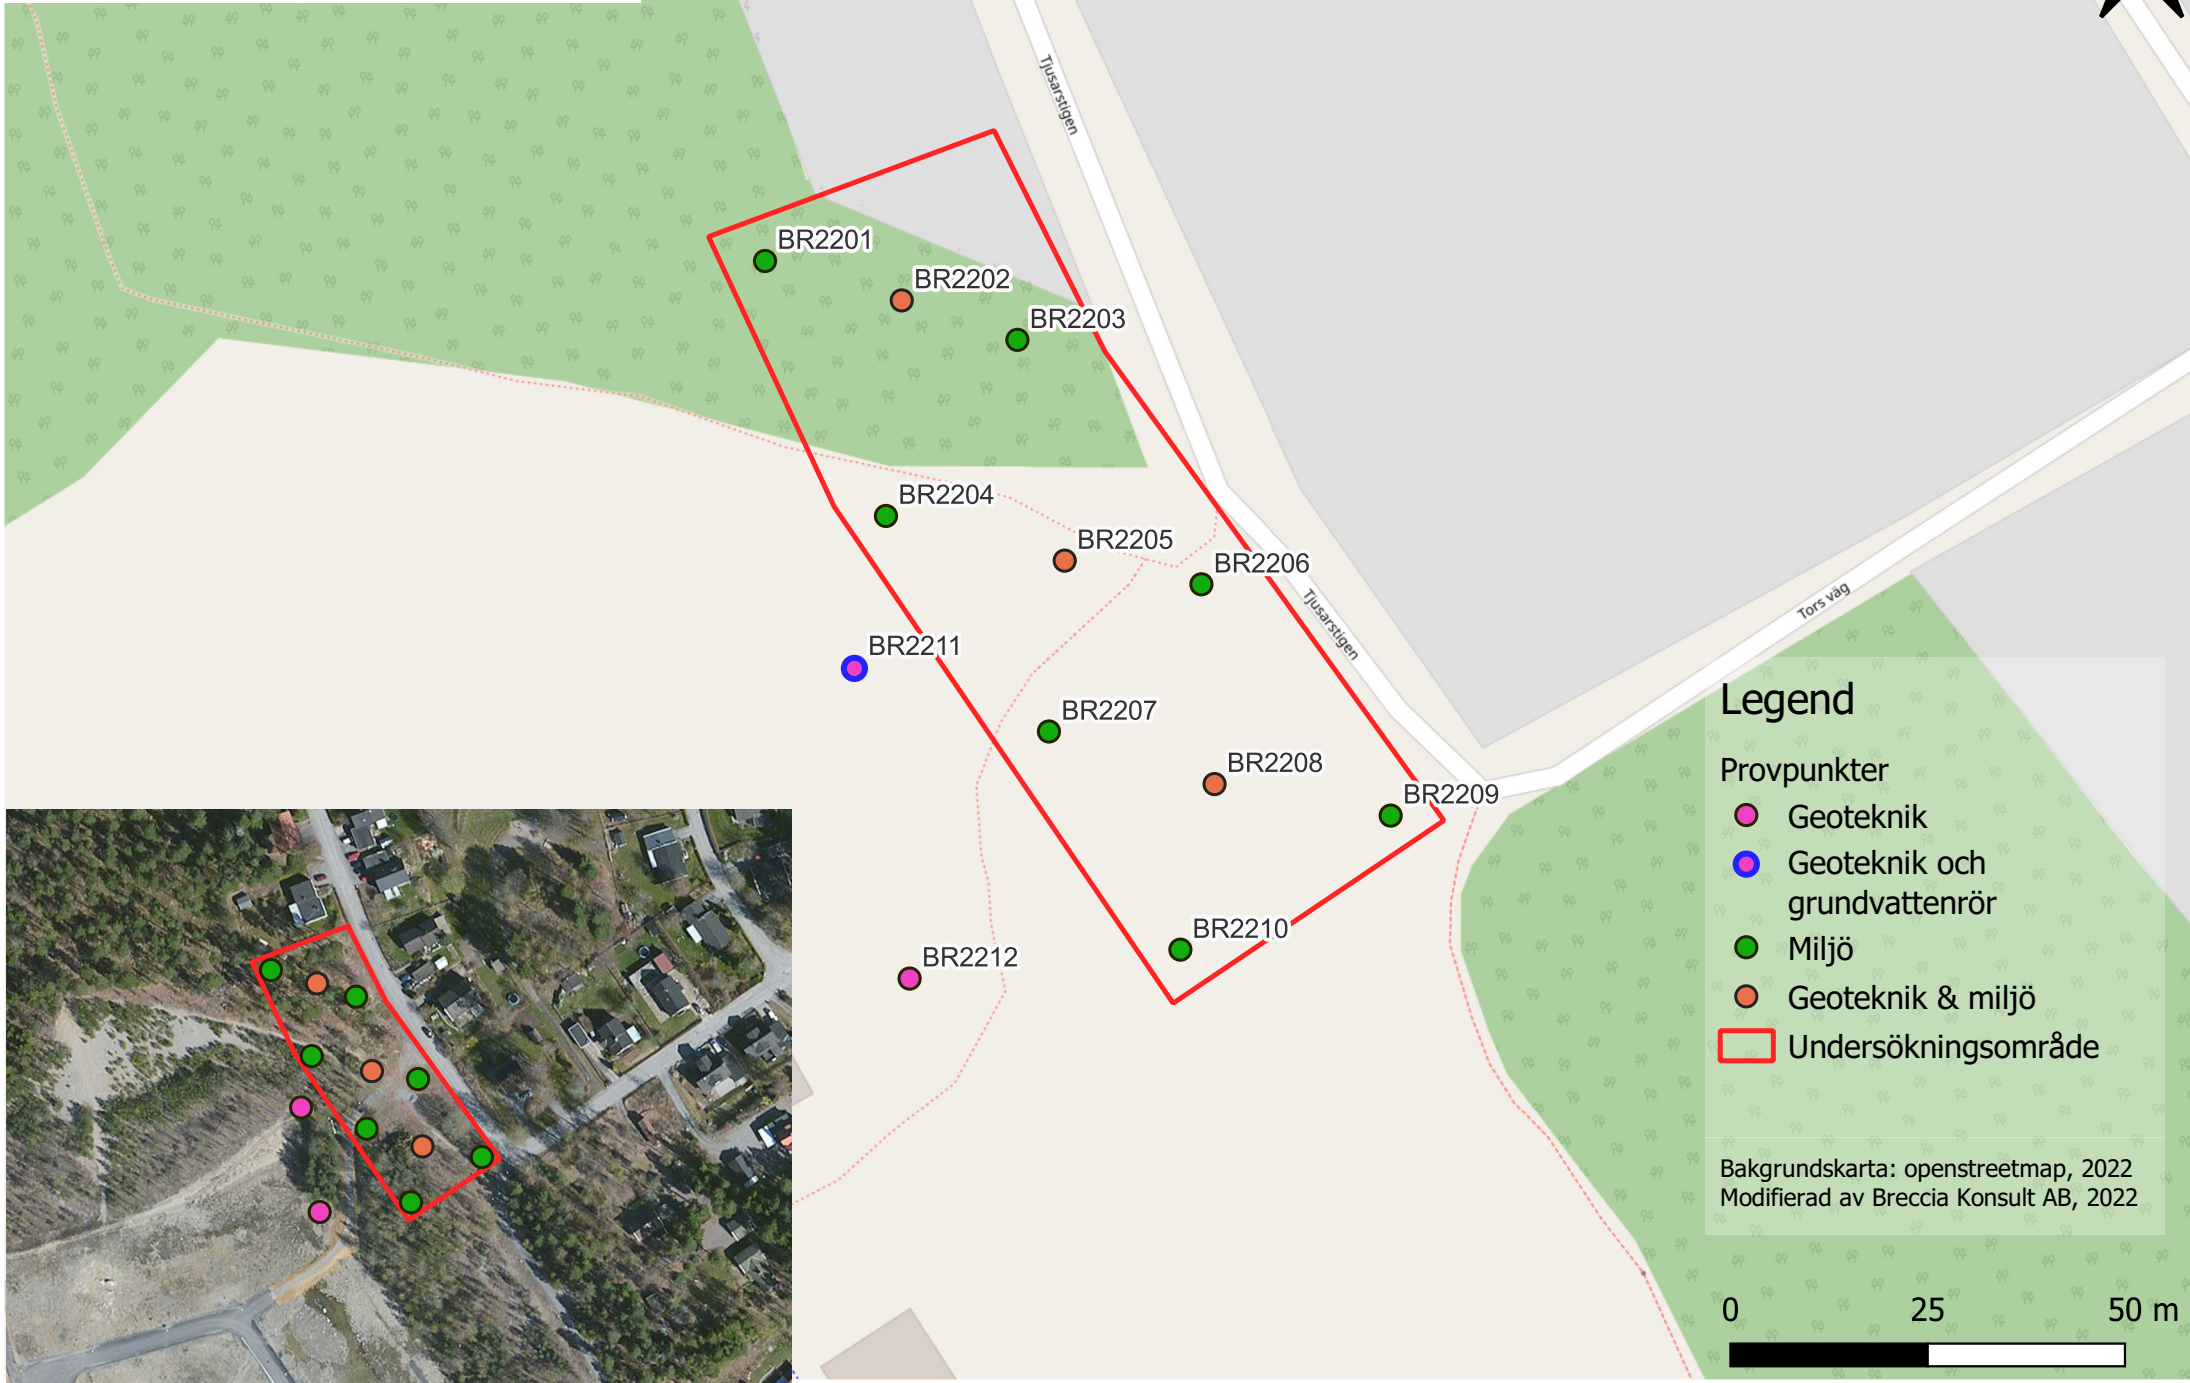 Tjusarstigen
BR2201
BR2202
BR2203
BR2204
BR2205
BR2206
Tjusarstigen
Tors väg
BR2211
BR2207
BR2208
BR2209
BR2210
BR2212
Legend
Provpunkter
Geoteknik
Geoteknik och
grundvattenrör
Miljö
Geoteknik & miljö
Undersökningsområde
Bakgrundskarta: openstreetmap, 2022
Modifierad av Breccia Konsult AB, 2022
0 25 50 m